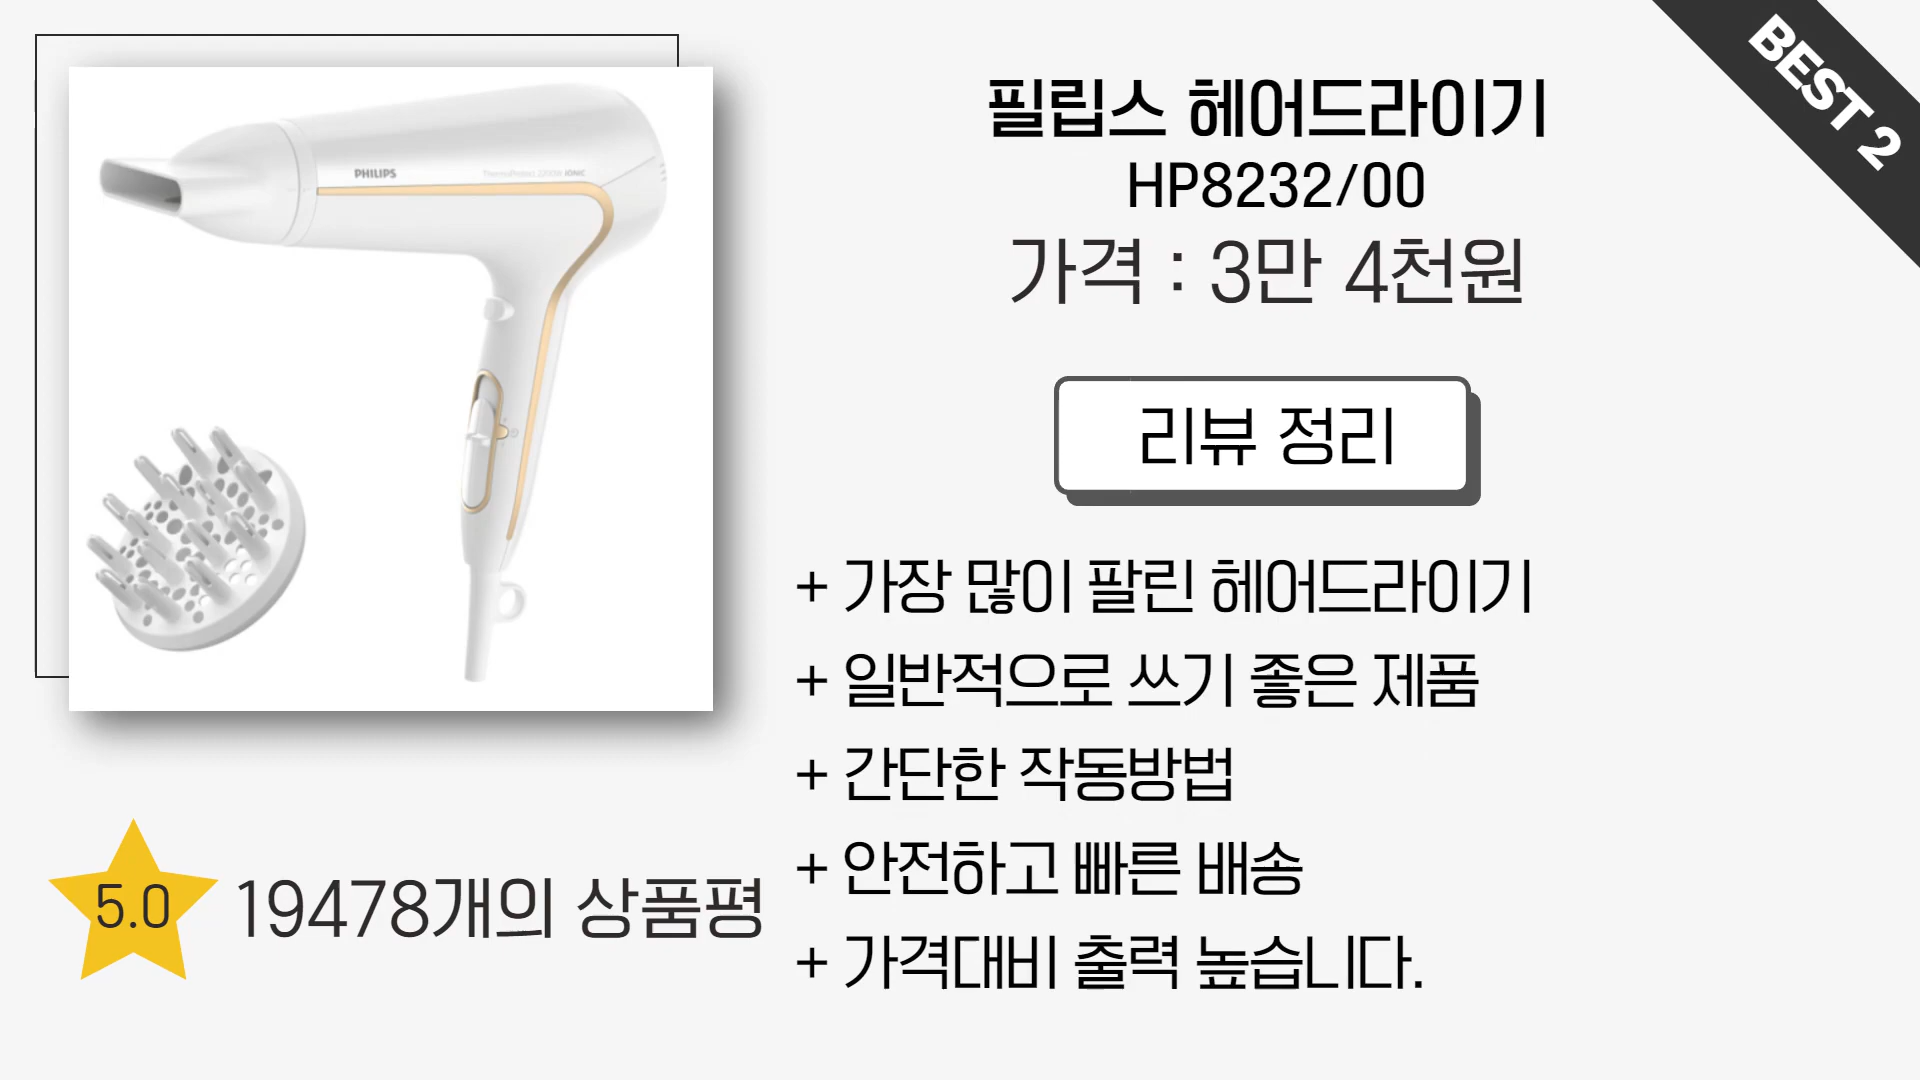 BEST 2
필립스 헤어드라이기
HP8232/00
가격 : 3만 4천원
PHILIPS
ThermoProtect 2200W IONIC
리뷰 정리
+ 가장 많이 팔린 헤어드라이기
+ 일반적으로 쓰기 좋은 제품
+ 간단한 작동방법
+ 안전하고 빠른 배송
+ 가격대비 출력 높습니다.
5.0
19478개의 상품평